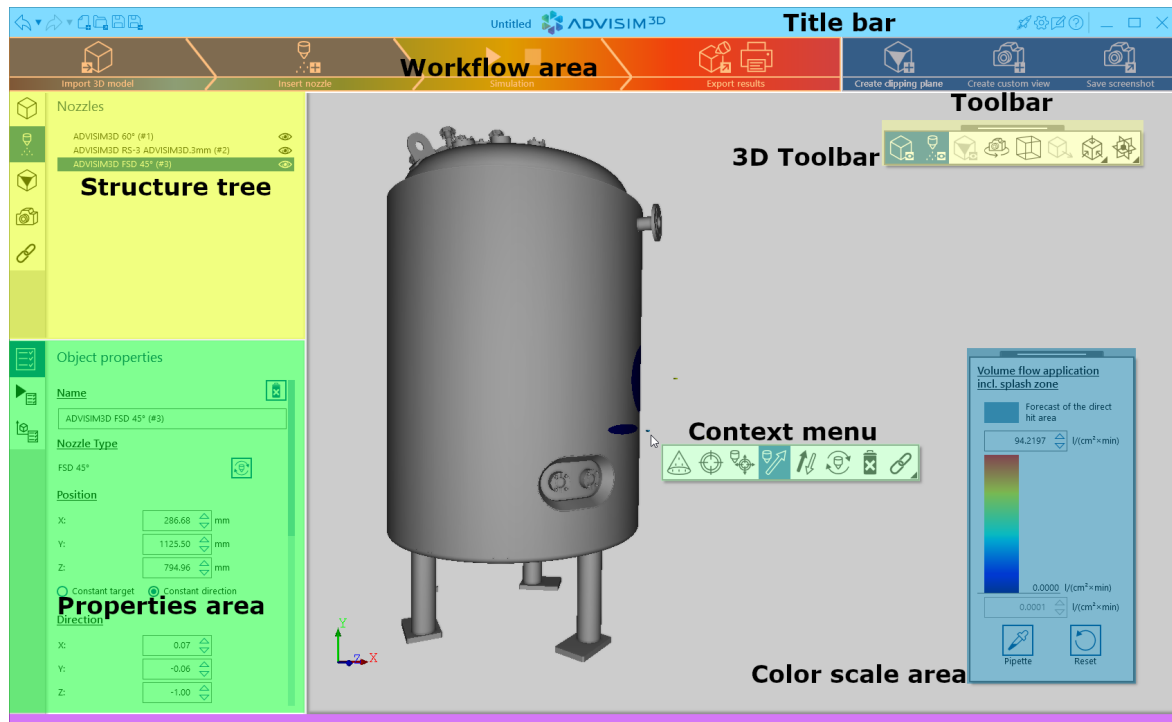 Untitled ADVISIM3D Title bar
Workflow area
Import 3D model Insert nozzle Simulation Export results Create clipping plane Create custom view Save screenshot
Toolbar
Nozzles
ADVISIM3D 60° (#1)
ADVISIM3D RS-3 ADVISIM3D.3mm (#2)
ADVISIM3D FSD 45° (#3)
3D Toolbar
Structure tree
Object properties
Name
ADVISIM3D FSD 45° (#3)
Nozzle Type
FSD 45°
Position
X: 286.68 mm
Y: 1125.50 mm
Z: 794.96 mm
Constant target Constant direction
Properties area
Direction
X: 0.07
Y: -0.06
Z: -1.00
Y
Z X
Context menu
Volume flow application
incl. splash zone
Forecast of the direct
hit area
94.2197 l/(cm²×min)
0.0000 l/(cm²×min)
0.0001 l/(cm²×min)
Pipette Reset
Color scale area